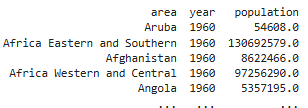 area year population
Aruba 1960 54608.0
Africa Eastern and Southern 1960 130692579.0
Afghanistan 1960 8622466.0
Africa Western and Central 1960 97256290.0
Angola 1960 5357195.0
... ... ...